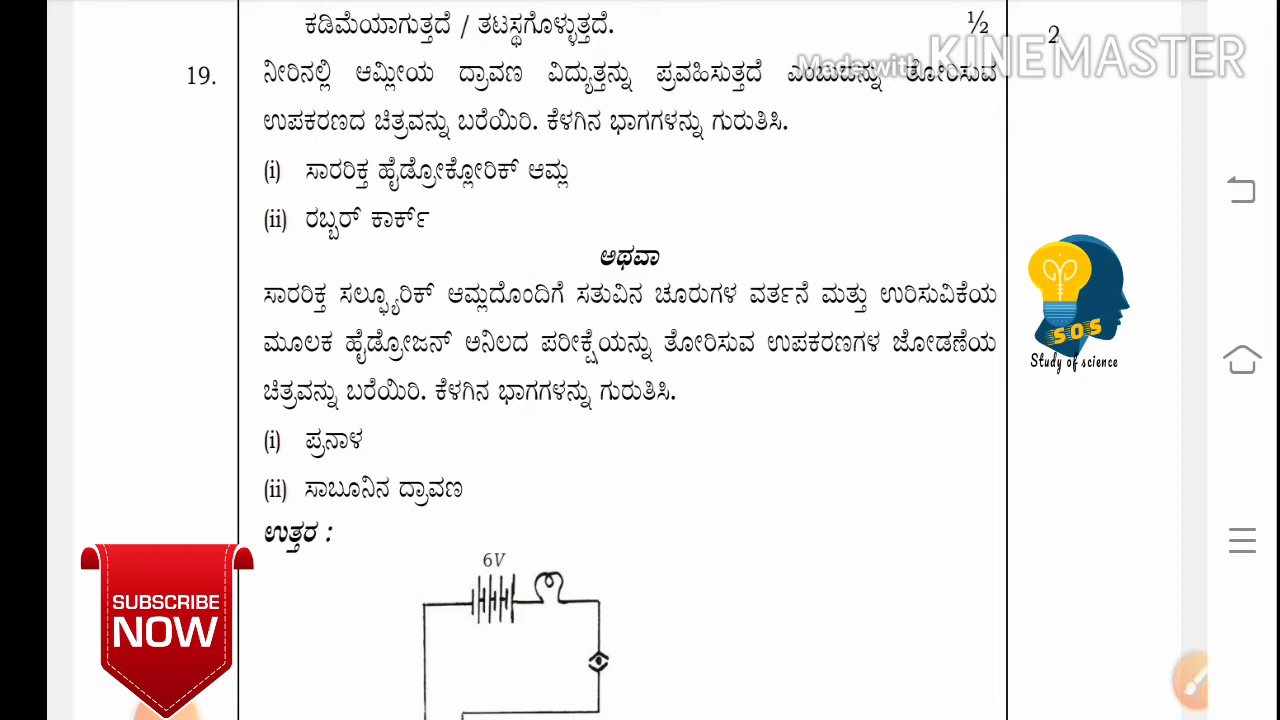 ಕಡಿಮೆಯಾಗುತ್ತದೆ / ತಟಸ್ಥಗೊಳ್ಳುತ್ತದೆ. ½ 2
Made with KINEMASTER
19. ನೀರಿನಲ್ಲಿ ಆಮ್ಲೀಯ ದ್ರಾವಣ ವಿದ್ಯುತ್ತನ್ನು ಪ್ರವಹಿಸುತ್ತದೆ ಎಂಬುದನ್ನು ತೋರಿಸುವ
ಉಪಕರಣದ ಚಿತ್ರವನ್ನು ಬರೆಯಿರಿ. ಕೆಳಗಿನ ಭಾಗಗಳನ್ನು ಗುರುತಿಸಿ.
(i) ಸಾರರಿಕ್ತ ಹೈಡ್ರೋಕ್ಲೋರಿಕ್ ಆಮ್ಲ
(ii) ರಬ್ಬರ್ ಕಾರ್ಕ್
ಅಥವಾ
ಸಾರರಿಕ್ತ ಸಲ್ಫ್ಯೂರಿಕ್ ಆಮ್ಲದೊಂದಿಗೆ ಸತುವಿನ ಚೂರುಗಳ ವರ್ತನೆ ಮತ್ತು ಉರಿಸುವಿಕೆಯ
ಮೂಲಕ ಹೈಡ್ರೋಜನ್ ಅನಿಲದ ಪರೀಕ್ಷೆಯನ್ನು ತೋರಿಸುವ ಉಪಕರಣಗಳ ಜೋಡಣೆಯ
ಚಿತ್ರವನ್ನು ಬರೆಯಿರಿ. ಕೆಳಗಿನ ಭಾಗಗಳನ್ನು ಗುರುತಿಸಿ.
(i) ಪ್ರನಾಳ
(ii) ಸಾಬೂನಿನ ದ್ರಾವಣ
ಉತ್ತರ :
6V
SOS
Study of science
SUBSCRIBE
NOW